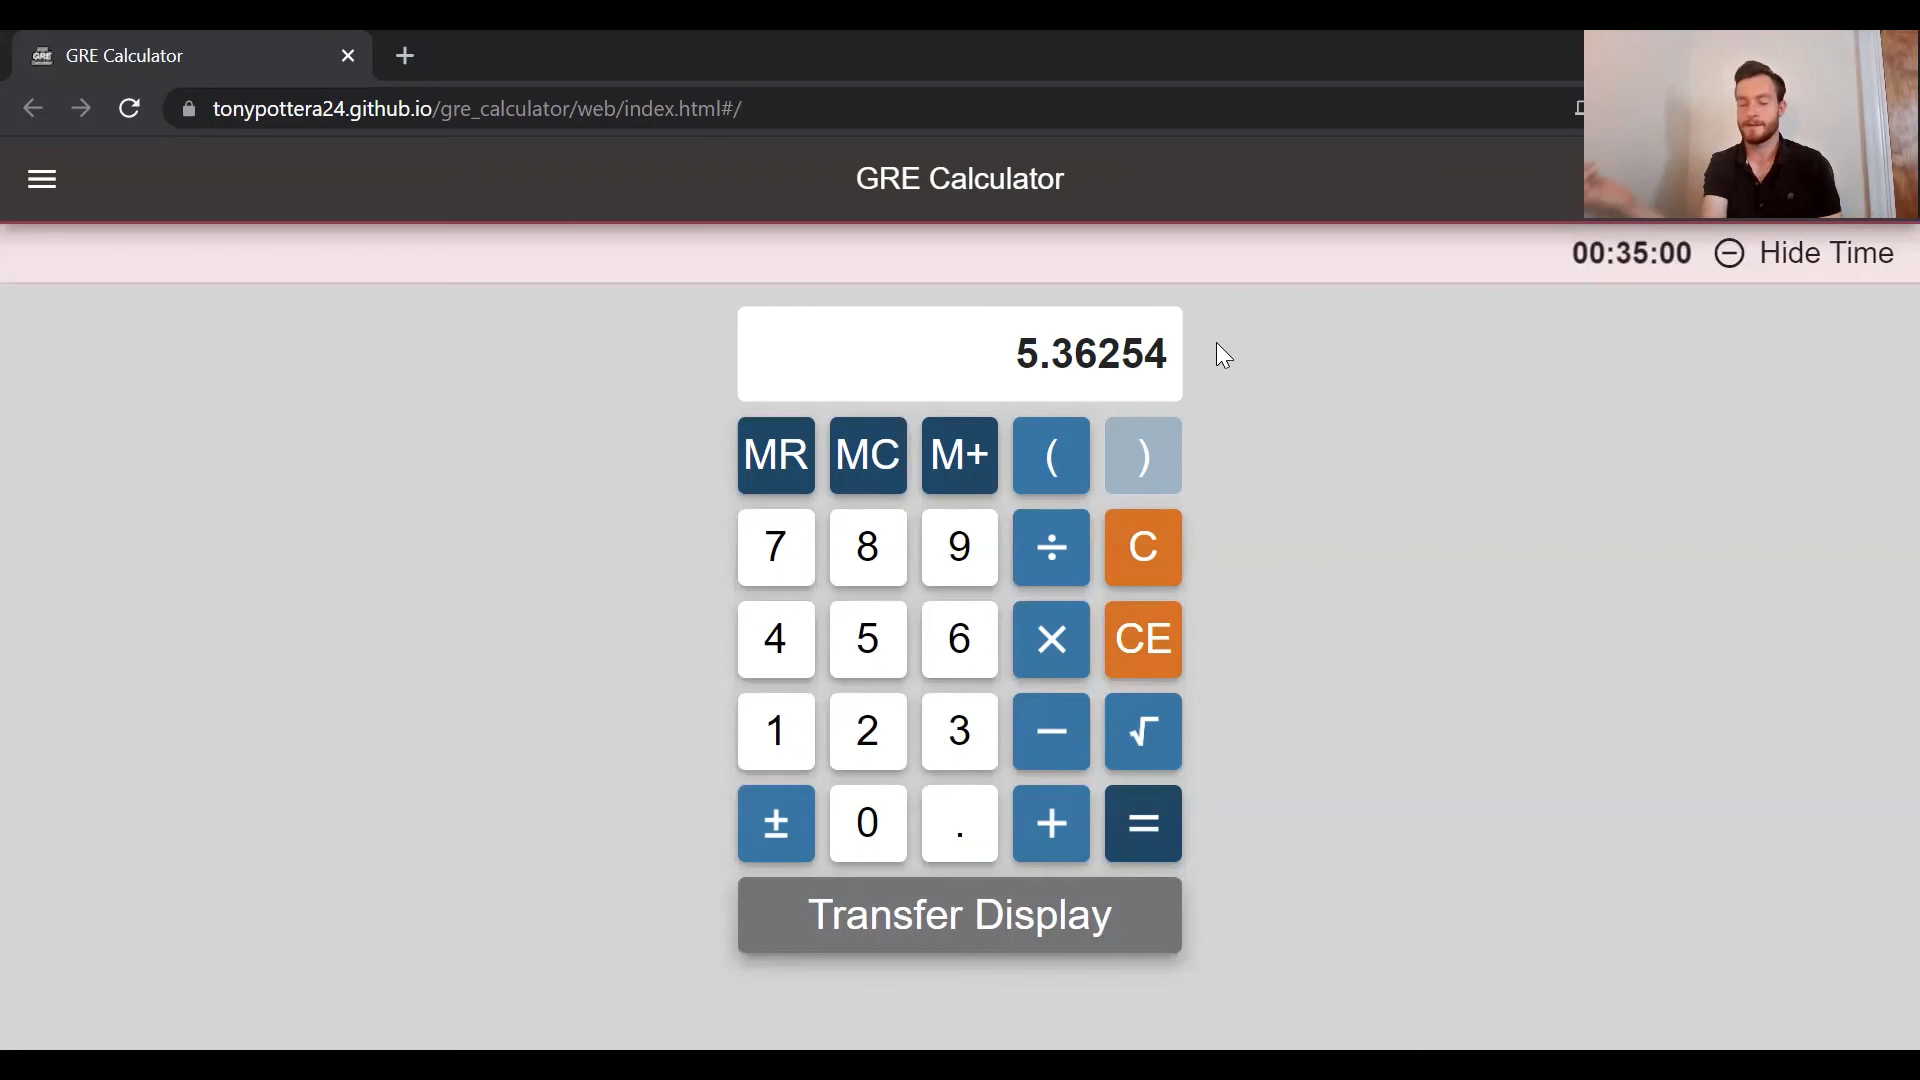 GRE Calculator
tonypottera24.github.io/gre_calculator/web/index.html#/
GRE Calculator
00:35:00 Hide Time
5.36254
MR MC M+ ( )
7 8 9 ÷ C
4 5 6 × CE
1 2 3 − √
± 0 . + =
Transfer Display